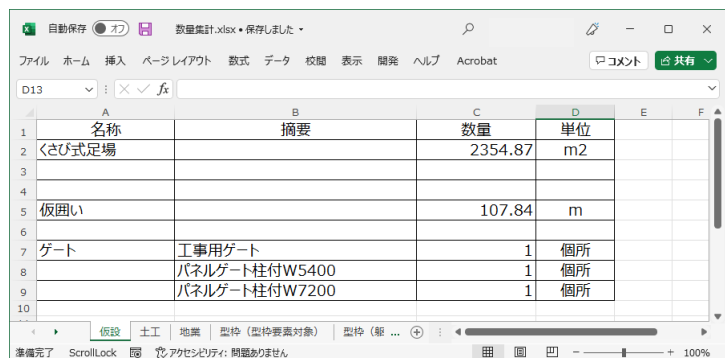 自動保存 オフ 数量集計.xlsx • 保存しました
ファイル ホーム 挿入 ページ レイアウト 数式 データ 校閲 表示 開発 ヘルプ Acrobat コメント 共有
D13 fx
A B C D E F
1 名称 摘要 数量 単位
2 くさび式足場 2354.87 m2
3
4
5 仮囲い 107.84 m
6
7 ゲート 工事用ゲート 1 個所
8 パネルゲート柱付W5400 1 個所
9 パネルゲート柱付W7200 1 個所
10
仮設 土工 地業 型枠（型枠要素対象） 型枠（躯 ...
準備完了 ScrollLock アクセシビリティ: 問題ありません 100%